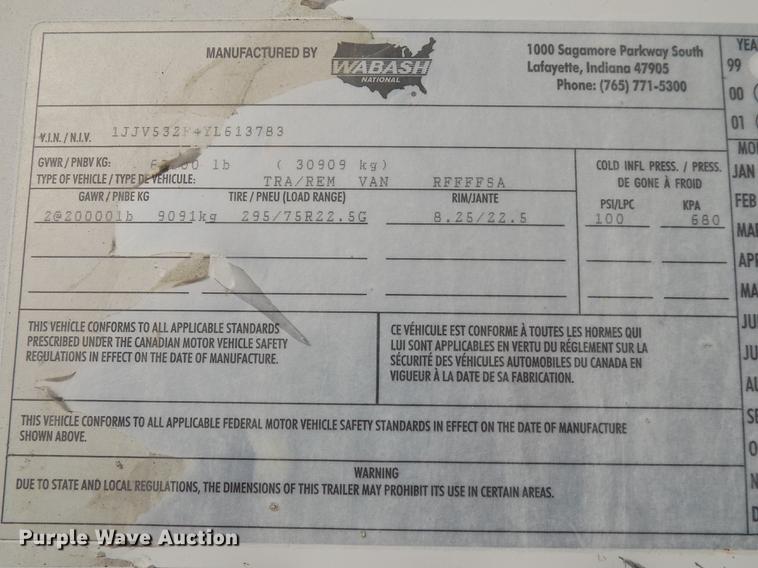 MANUFACTURED BY WABASH NATIONAL
1000 Sagamore Parkway South
Lafayette, Indiana 47905
Phone: (765) 771-5300
V.I.N. / N.I.V.
GVWR / PNBV KG: lb ( 30909 kg)
TYPE OF VEHICLE / TYPE DE VÉHICULE: TRA/REM VAN RFFFFSA
GAWR / PNBE KG TIRE / PNEU (LOAD RANGE) RIM/JANTE
2@20000lb 9091kg 295/75R22.5G 8.25/22.5
COLD INFL PRESS. / PRESS.
DE GONE À FROID
PSI/LPC KPA
100 680
THIS VEHICLE CONFORMS TO ALL APPLICABLE STANDARDS
PRESCRIBED UNDER THE CANADIAN MOTOR VEHICLE SAFETY
REGULATIONS IN EFFECT ON THE DATE OF MANUFACTURE.
CE VÉHICULE EST CONFORME À TOUTES LES HORMES QUI
LUI SONT APPLICABLES EN VERTU DU RÉGLEMENT SUR LA
SÉCURITÉ DES VÉHICULES AUTOMOBILES DU CANADA EN
VIGUEUR À LA DATE DE SA FABRICATION.
THIS VEHICLE CONFORMS TO ALL APPLICABLE FEDERAL MOTOR VEHICLE SAFETY STANDARDS IN EFFECT ON THE DATE OF MANUFACTURE
SHOWN ABOVE.
WARNING
DUE TO STATE AND LOCAL REGULATIONS, THE DIMENSIONS OF THIS TRAILER MAY PROHIBIT ITS USE IN CERTAIN AREAS.
99
00
01
JAN
FEB
Purple Wave Auction